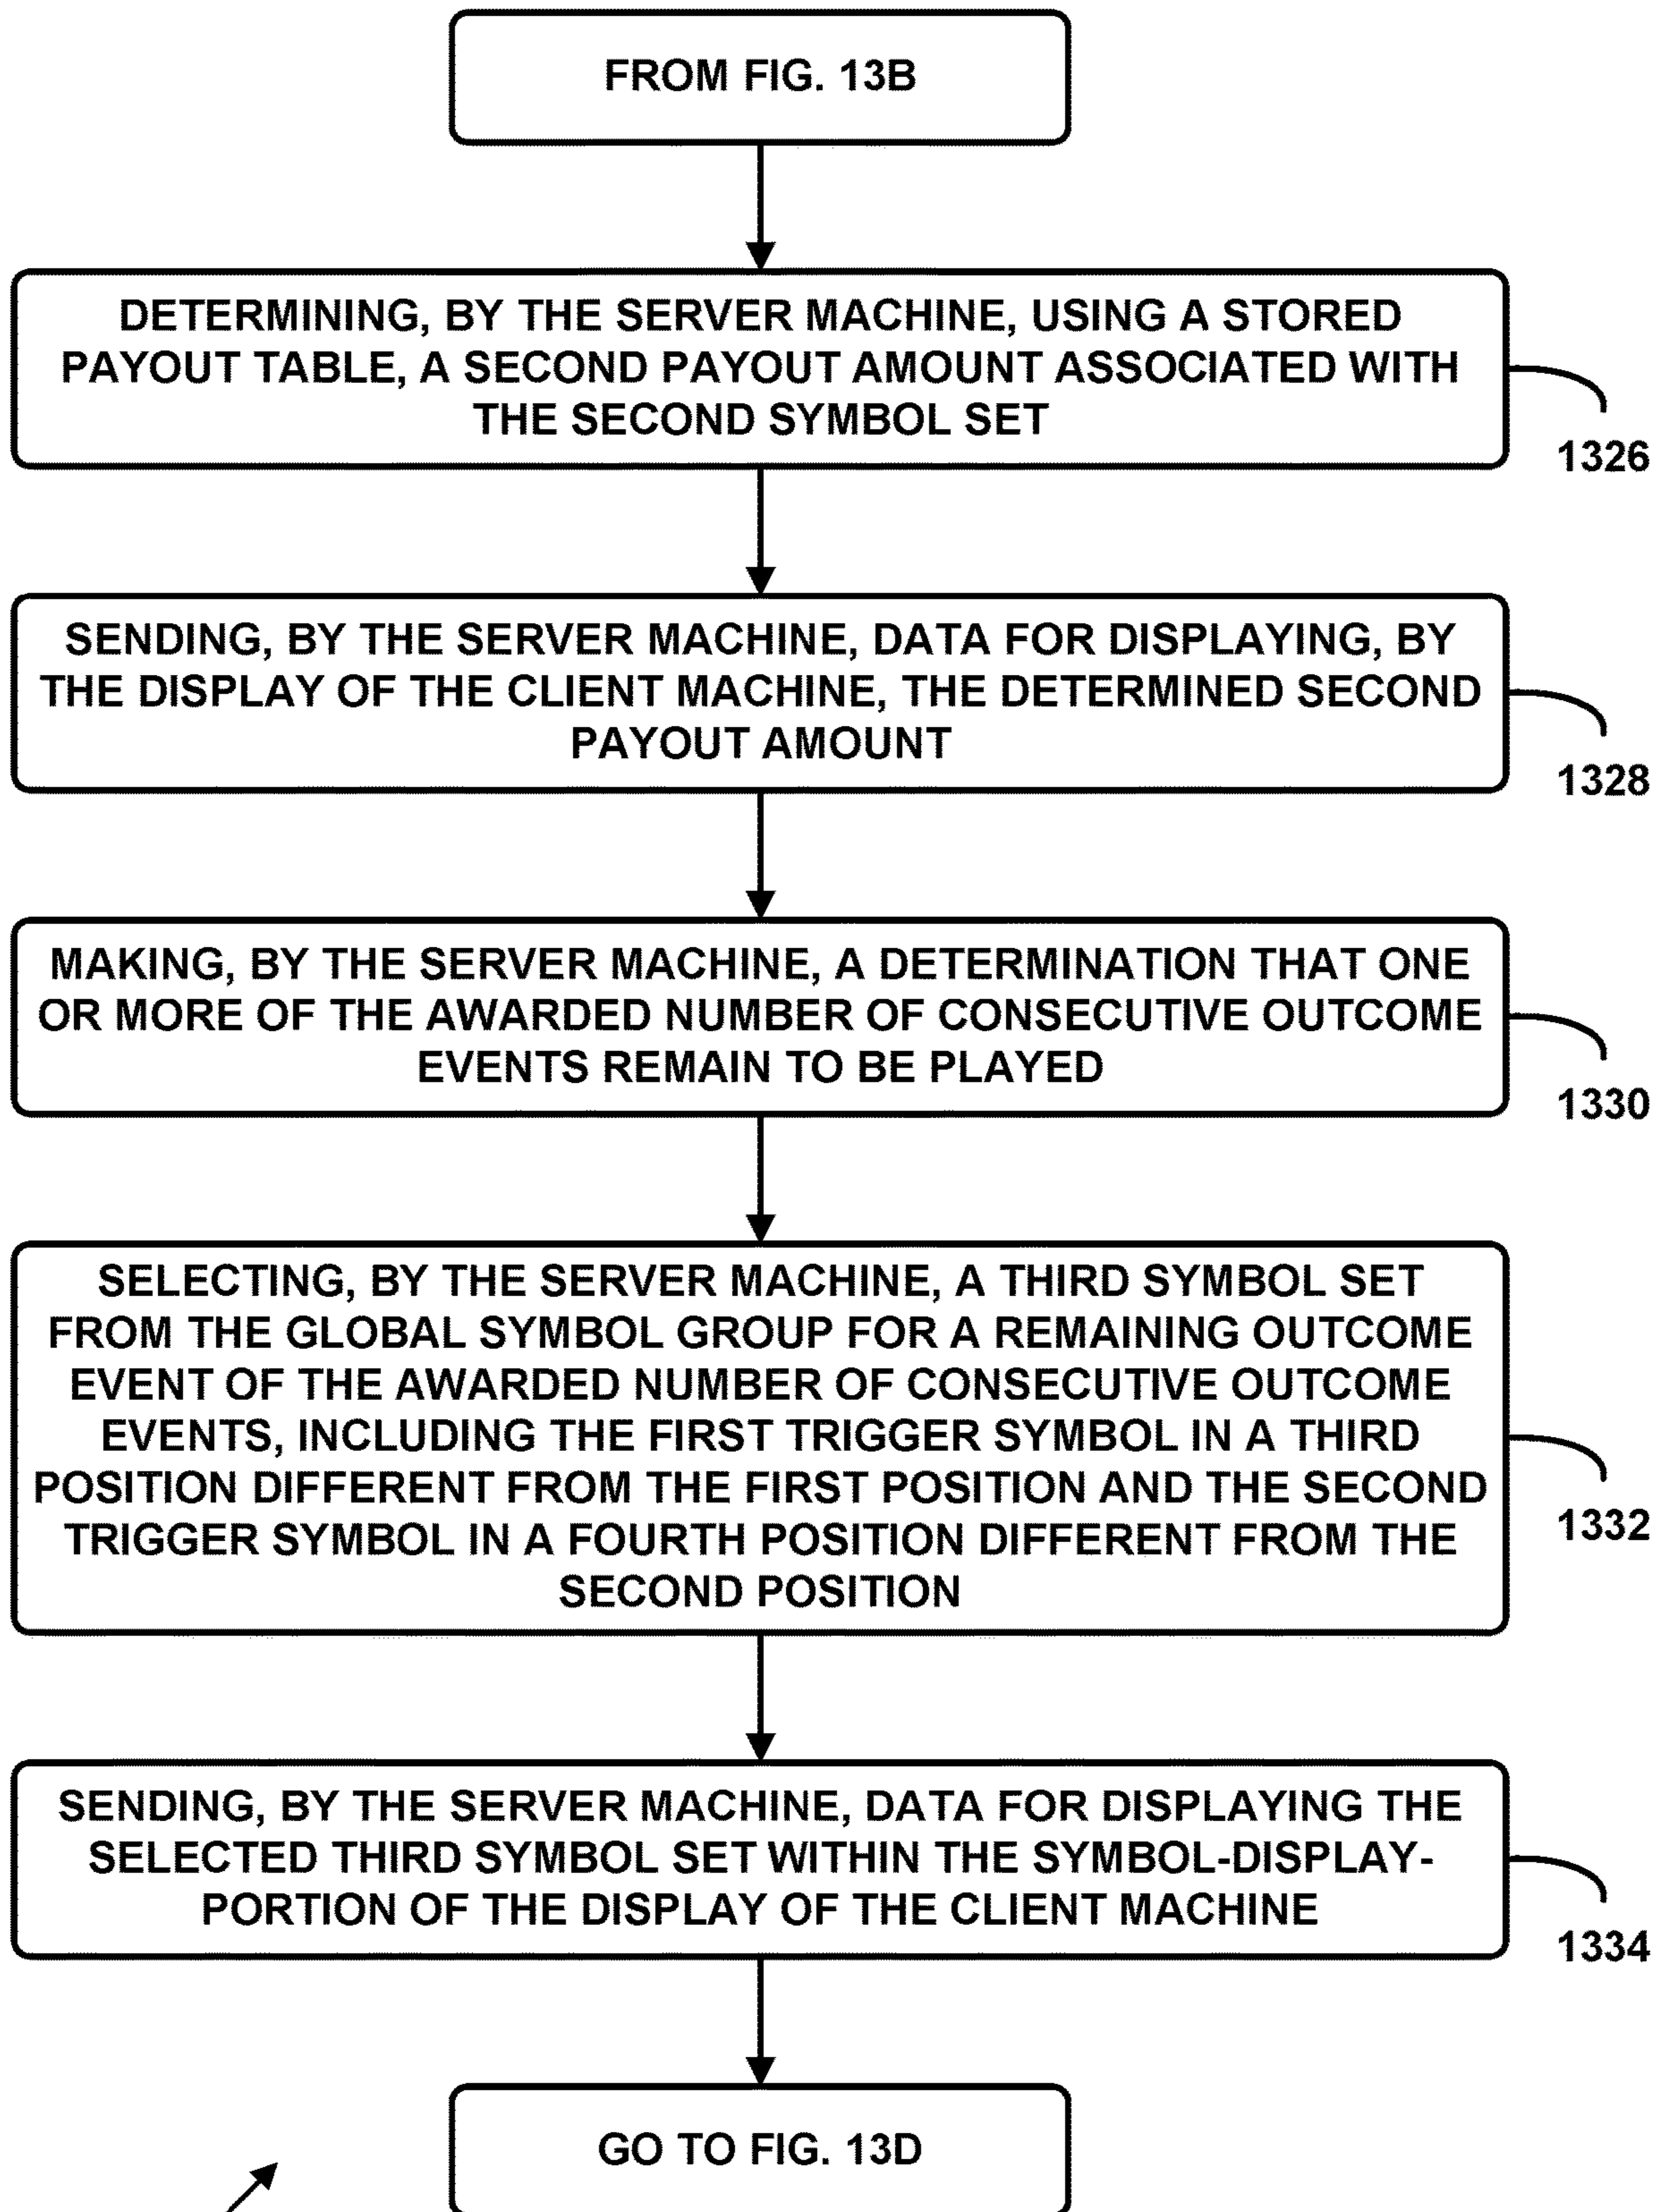 FROM FIG. 13B
DETERMINING, BY THE SERVER MACHINE, USING A STORED
PAYOUT TABLE, A SECOND PAYOUT AMOUNT ASSOCIATED WITH
THE SECOND SYMBOL SET
1326
SENDING, BY THE SERVER MACHINE, DATA FOR DISPLAYING, BY
THE DISPLAY OF THE CLIENT MACHINE, THE DETERMINED SECOND
PAYOUT AMOUNT
1328
MAKING, BY THE SERVER MACHINE, A DETERMINATION THAT ONE
OR MORE OF THE AWARDED NUMBER OF CONSECUTIVE OUTCOME
EVENTS REMAIN TO BE PLAYED
1330
SELECTING, BY THE SERVER MACHINE, A THIRD SYMBOL SET
FROM THE GLOBAL SYMBOL GROUP FOR A REMAINING OUTCOME
EVENT OF THE AWARDED NUMBER OF CONSECUTIVE OUTCOME
EVENTS, INCLUDING THE FIRST TRIGGER SYMBOL IN A THIRD
POSITION DIFFERENT FROM THE FIRST POSITION AND THE SECOND
TRIGGER SYMBOL IN A FOURTH POSITION DIFFERENT FROM THE
SECOND POSITION
1332
SENDING, BY THE SERVER MACHINE, DATA FOR DISPLAYING THE
SELECTED THIRD SYMBOL SET WITHIN THE SYMBOL-DISPLAY-
PORTION OF THE DISPLAY OF THE CLIENT MACHINE
1334
GO TO FIG. 13D